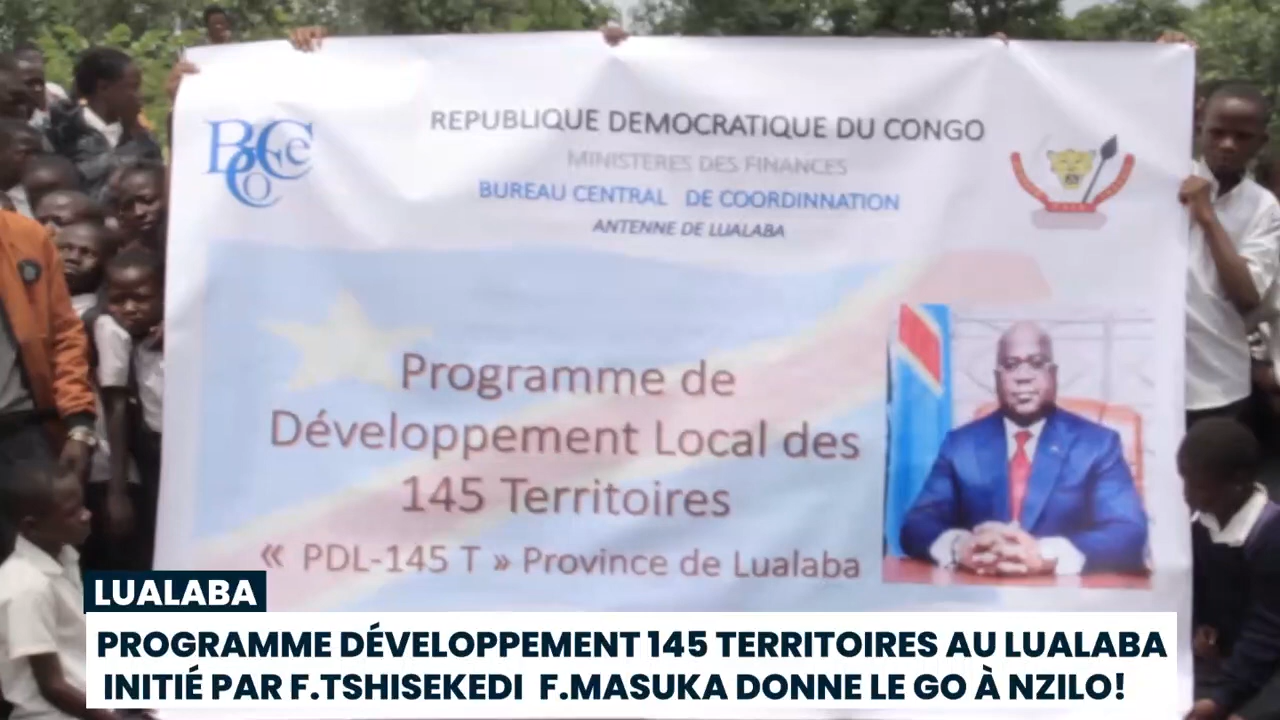 BCeCo
REPUBLIQUE DEMOCRATIQUE DU CONGO
MINISTERES DES FINANCES
BUREAU CENTRAL DE COORDINNATION
ANTENNE DE LUALABA
Programme de
Développement Local des
145 Territoires
« PDL-145 T » Province de Lualaba
LUALABA
PROGRAMME DÉVELOPPEMENT 145 TERRITOIRES AU LUALABA
INITIÉ PAR F.TSHISEKEDI F.MASUKA DONNE LE GO À NZILO!